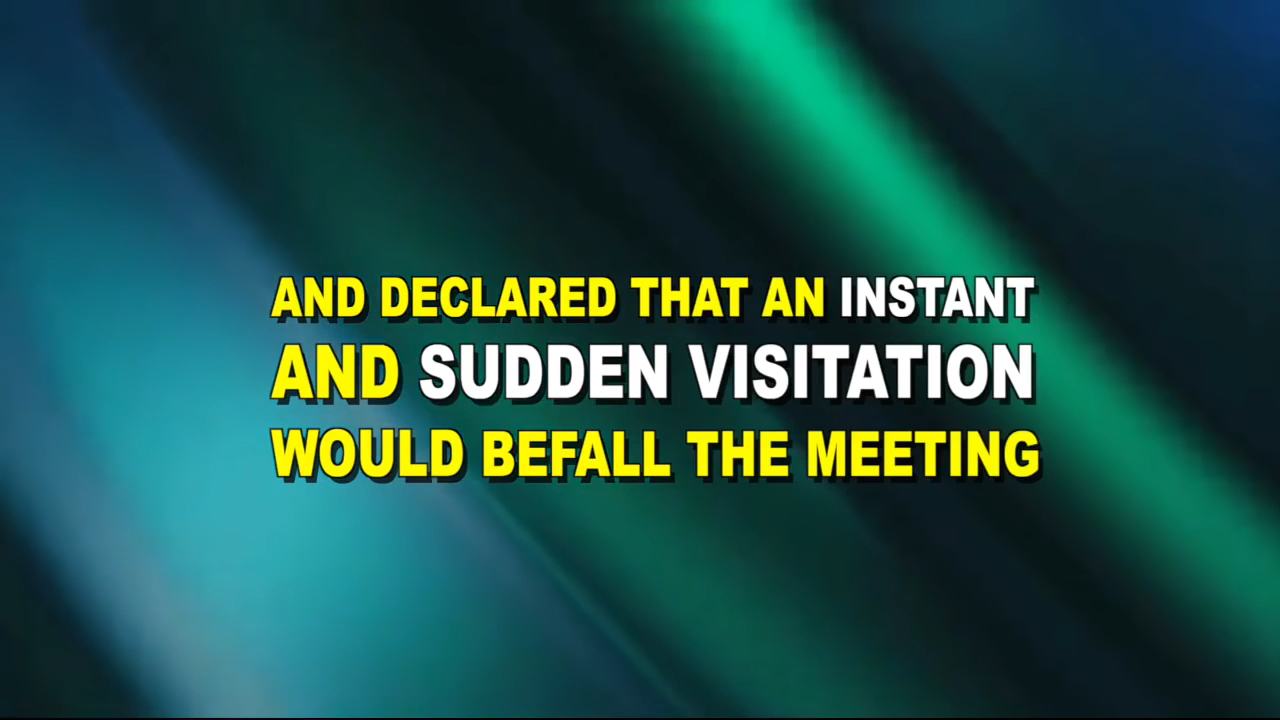 AND DECLARED THAT AN INSTANT
AND SUDDEN VISITATION
WOULD BEFALL THE MEETING